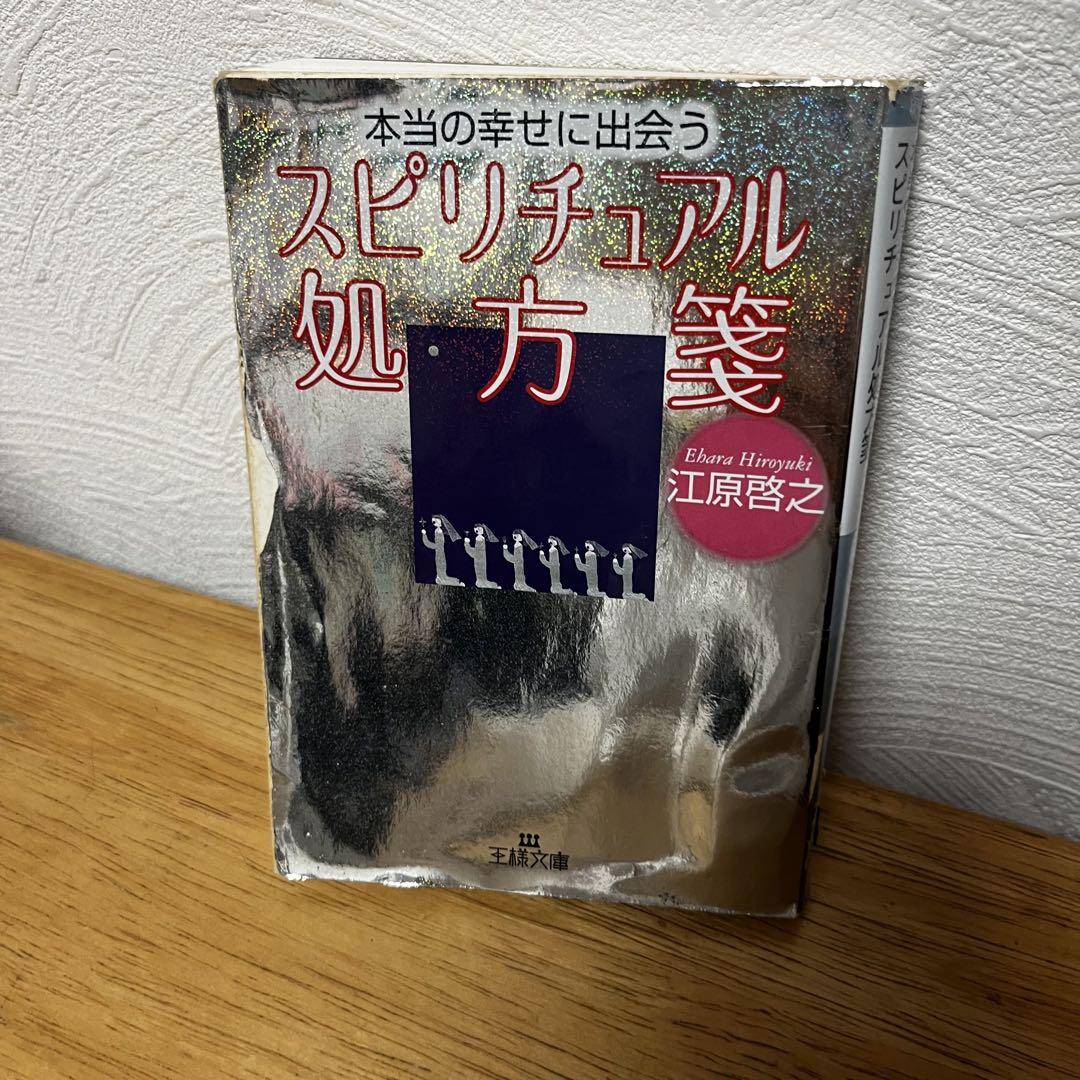 本当の幸せに出会う
スピリチュアル
処方箋
Ehara Hiroyuki
江原啓之
王様文庫
スピリチュアル処方箋